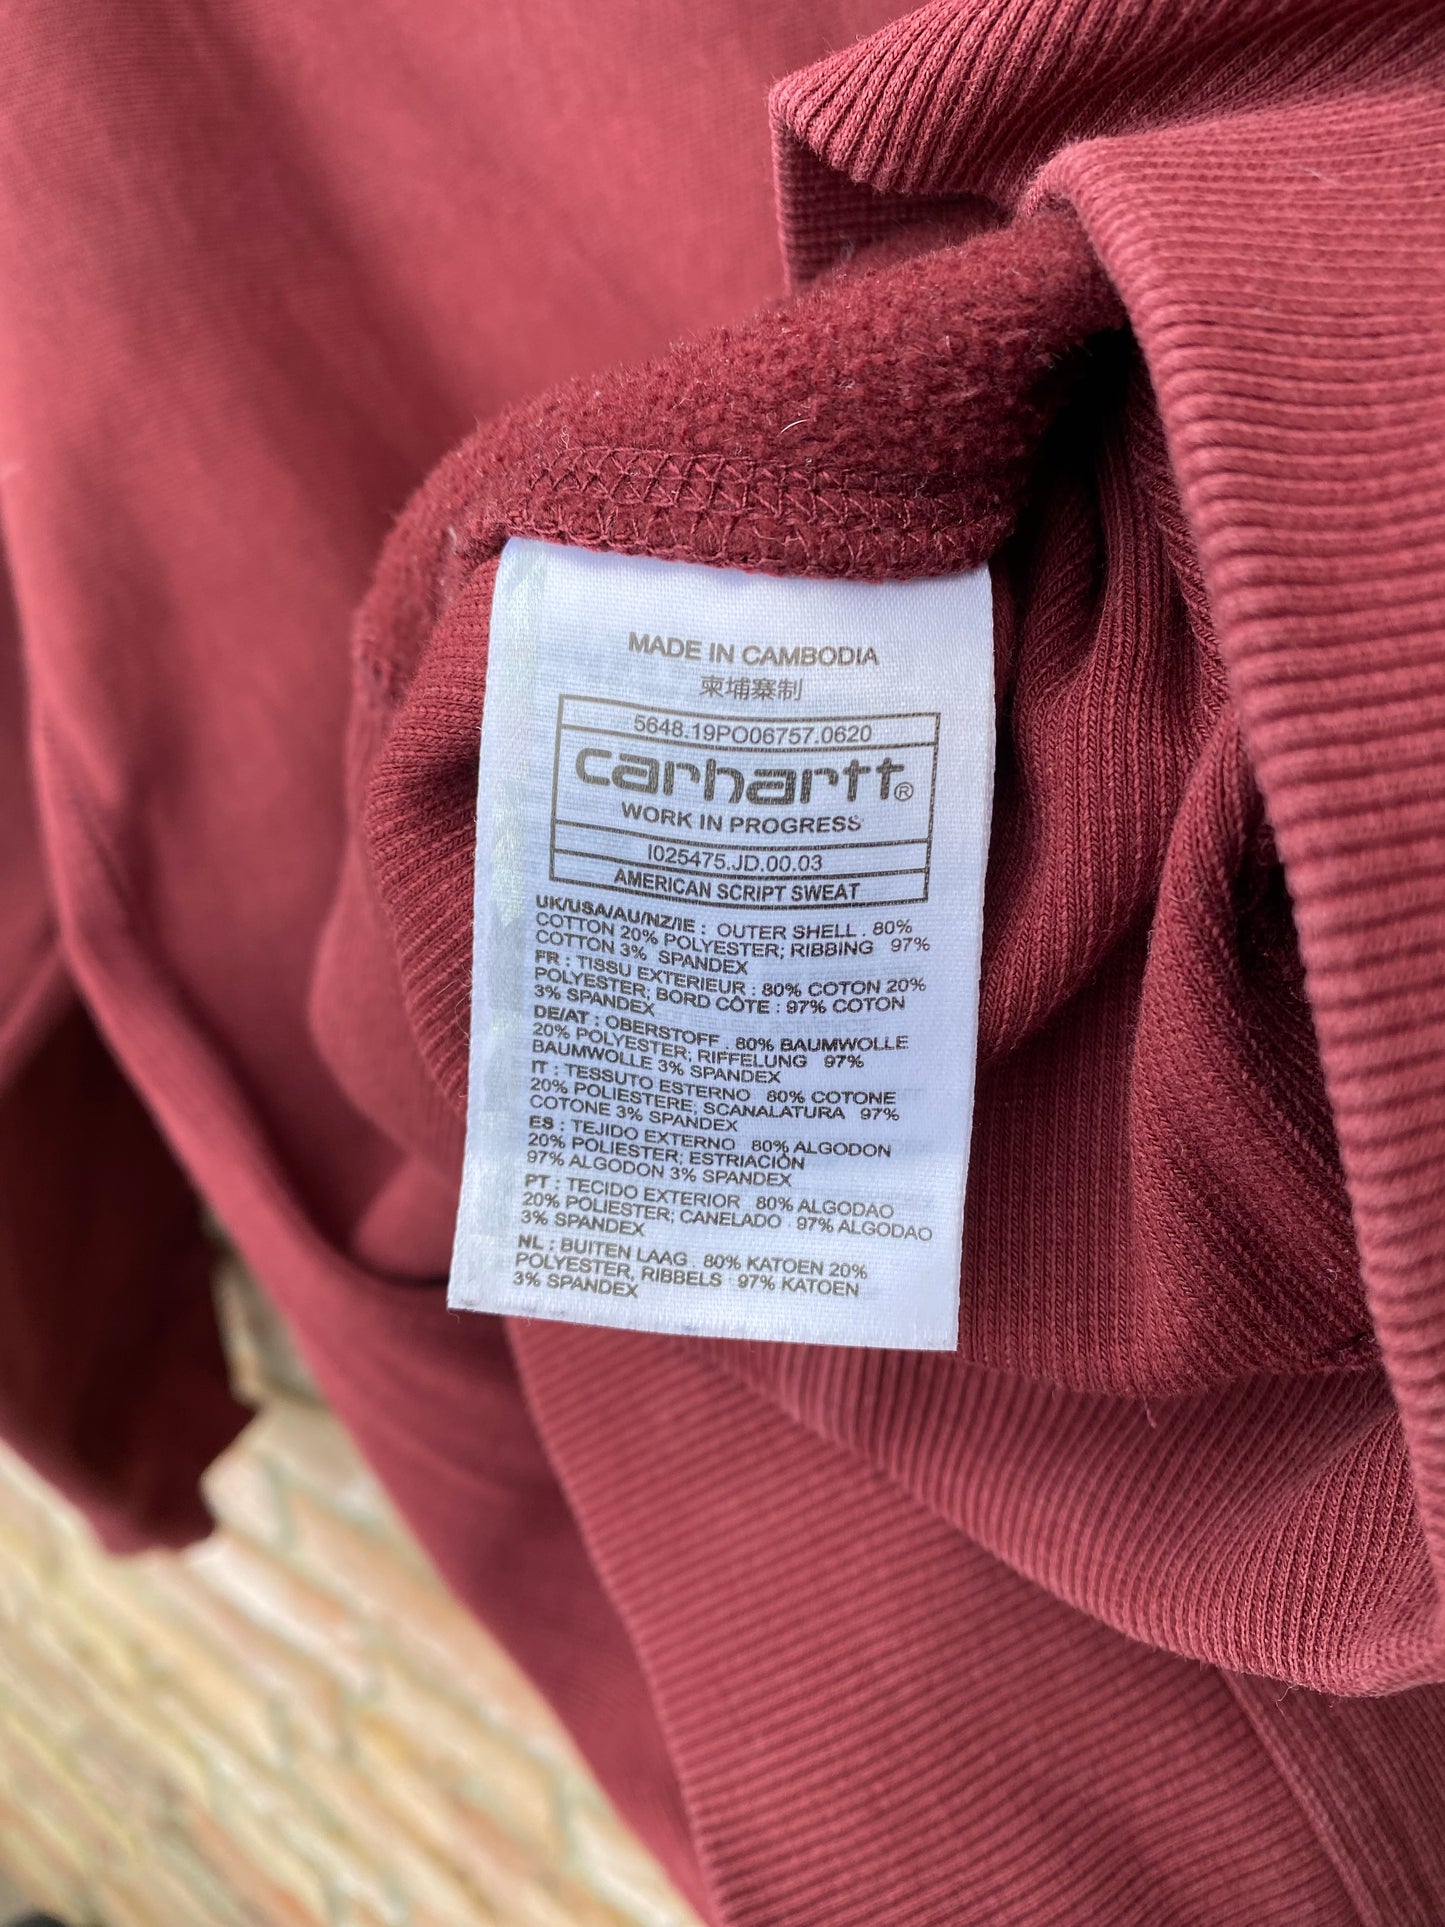 MADE IN CAMBODIA
柬埔寨制
5648.19PO06757.0620
carhartt®
WORK IN PROGRESS
I025475.JD.00.03
AMERICAN SCRIPT SWEAT
UK/USA/AU/NZ/IE : OUTER SHELL . 80%
COTTON 20% POLYESTER; RIBBING 97%
COTTON 3% SPANDEX
FR : TISSU EXTERIEUR : 80% COTON 20%
POLYESTER; BORD CÔTE : 97% COTON
3% SPANDEX
DE/AT : OBERSTOFF . 80% BAUMWOLLE
20% POLYESTER; RIFFELUNG 97%
BAUMWOLLE 3% SPANDEX
IT : TESSUTO ESTERNO 80% COTONE
20% POLIESTERE; SCANALATURA 97%
COTONE 3% SPANDEX
ES : TEJIDO EXTERNO 80% ALGODON
20% POLIESTER; ESTRIACIÓN
97% ALGODON 3% SPANDEX
PT : TECIDO EXTERIOR 80% ALGODAO
20% POLIESTER; CANELADO : 97% ALGODAO
3% SPANDEX
NL : BUITEN LAAG . 80% KATOEN 20%
POLYESTER, RIBBELS : 97% KATOEN
3% SPANDEX